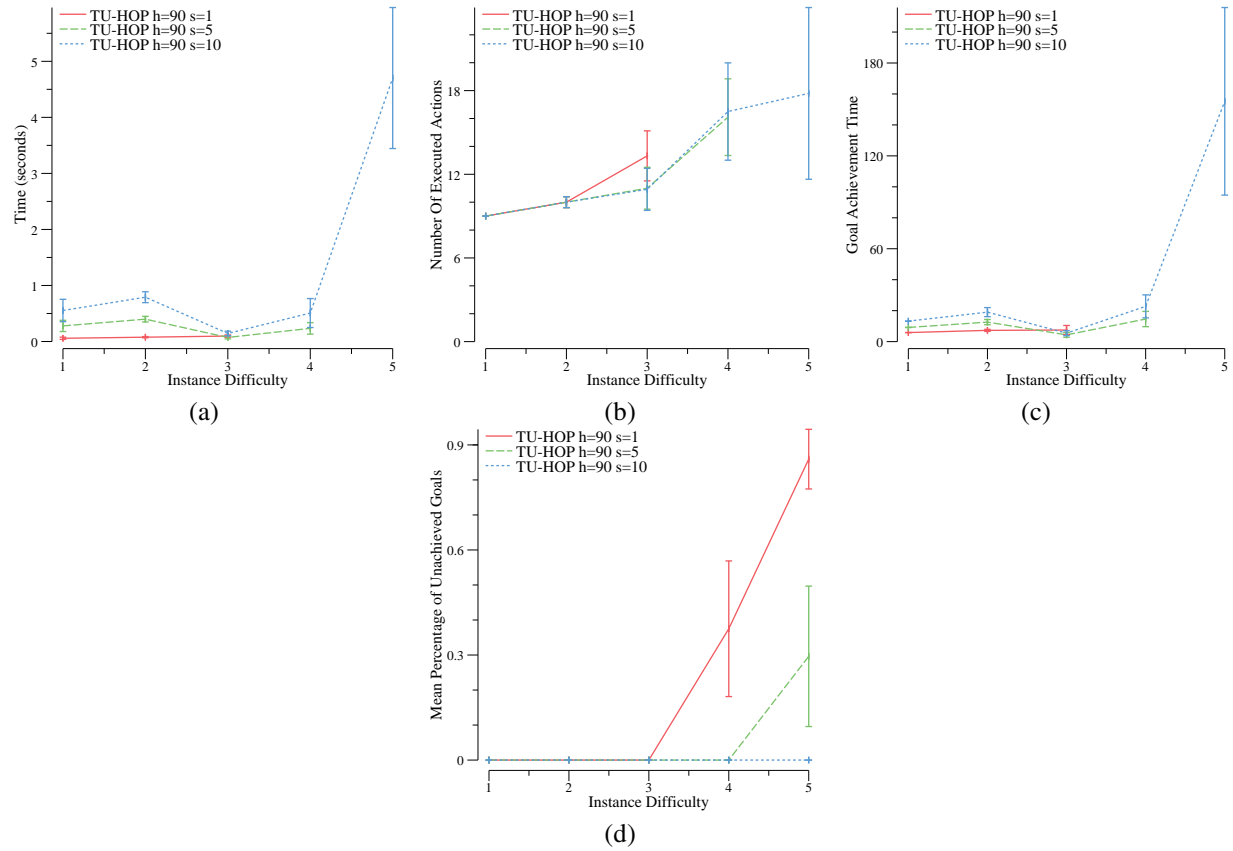 TU-HOP h=90 s=1
TU-HOP h=90 s=5
TU-HOP h=90 s=10
Time (seconds)
5
4
3
2
1
0
1 2 3 4 5
Instance Difficulty
(a)
TU-HOP h=90 s=1
TU-HOP h=90 s=5
TU-HOP h=90 s=10
Number Of Executed Actions
18
12
6
0
1 2 3 4 5
Instance Difficulty
(b)
TU-HOP h=90 s=1
TU-HOP h=90 s=5
TU-HOP h=90 s=10
Goal Achievement Time
180
120
60
0
1 2 3 4 5
Instance Difficulty
(c)
TU-HOP h=90 s=1
TU-HOP h=90 s=5
TU-HOP h=90 s=10
Mean Percentage of Unachieved Goals
0.9
0.6
0.3
0
1 2 3 4 5
Instance Difficulty
(d)